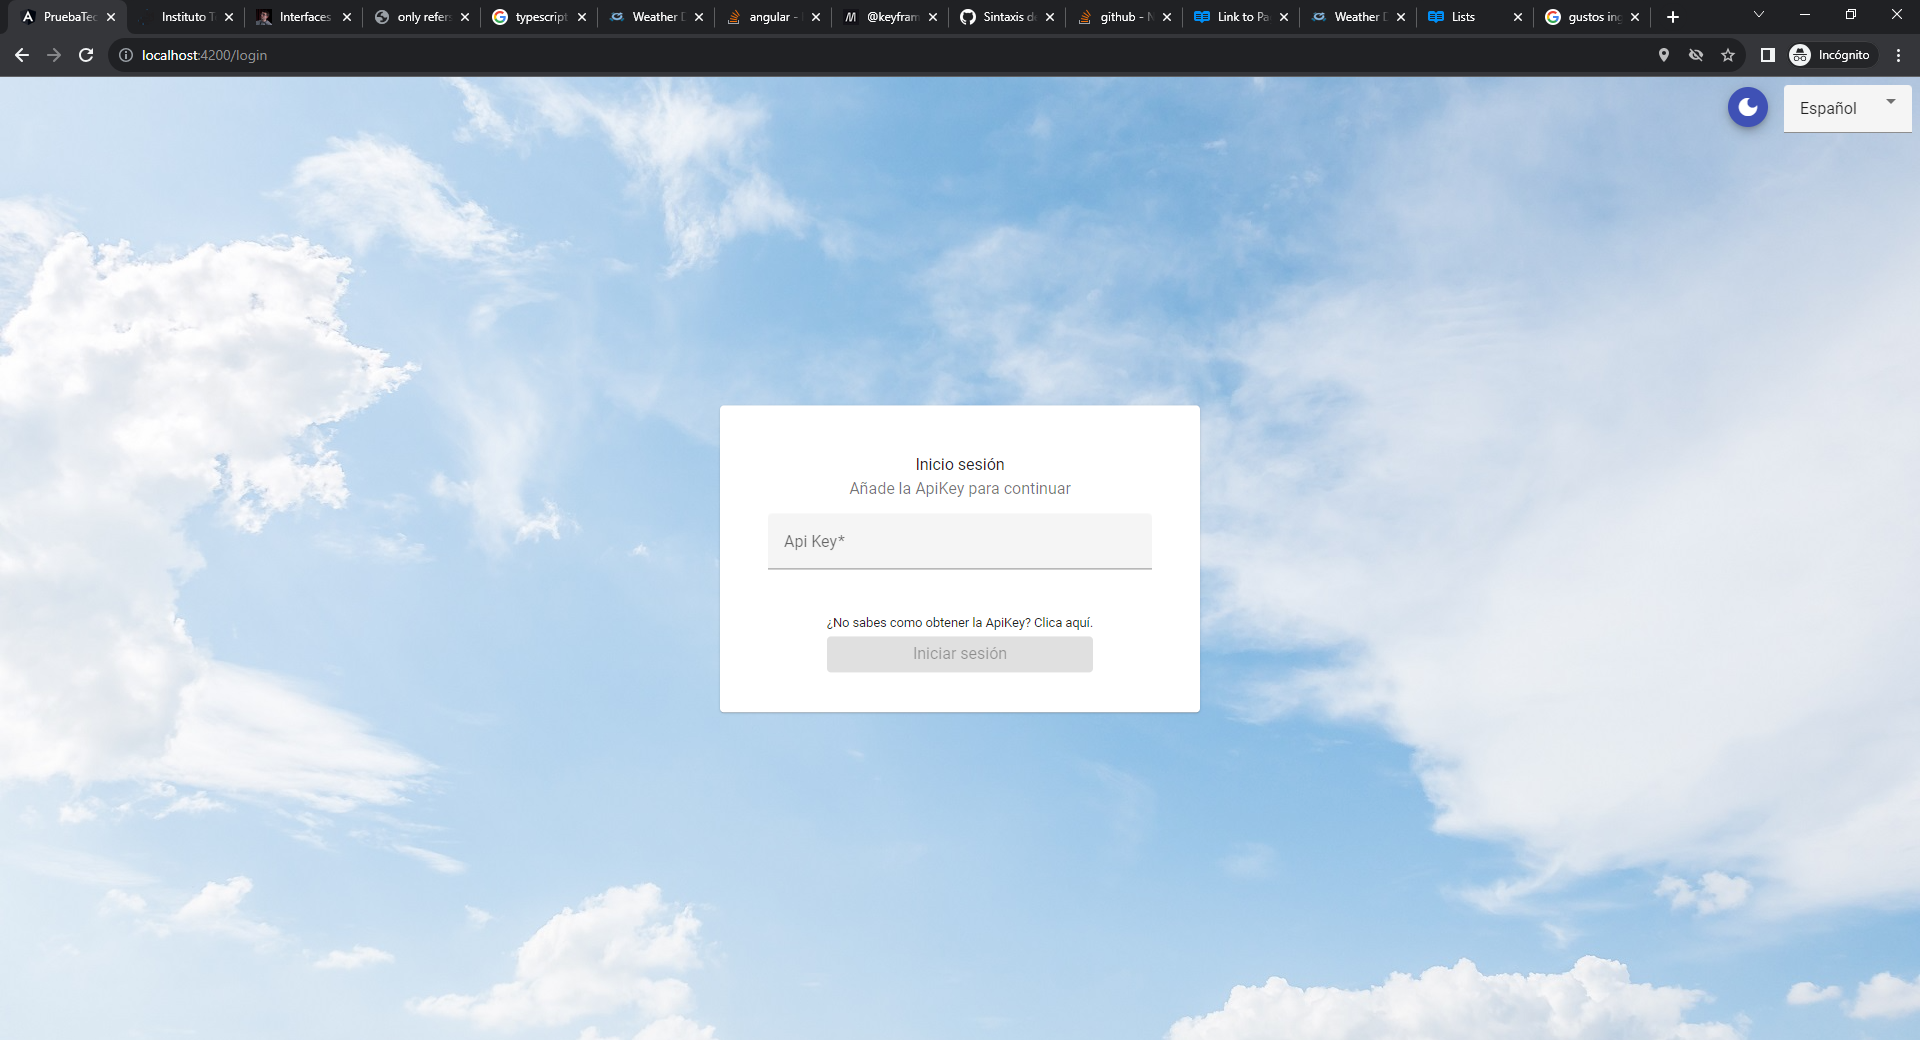 PruebaTec
Instituto T
Interfaces
only refer
typescript
Weather D
angular -
@keyfram
Sintaxis de
github - N
Link to Pa
Weather D
Lists
gustos ing
localhost:4200/login
Incógnito
Español
Inicio sesión
Añade la ApiKey para continuar
Api Key*
¿No sabes como obtener la ApiKey? Clica aquí.
Iniciar sesión